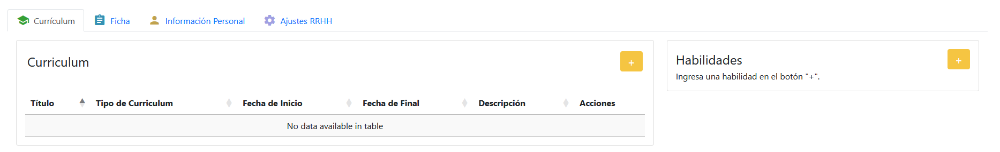 Currículum
Ficha
Información Personal
Ajustes RRHH
Curriculum
+
Título
Tipo de Curriculum
Fecha de Inicio
Fecha de Final
Descripción
Acciones
No data available in table
Habilidades
+
Ingresa una habilidad en el botón "+".